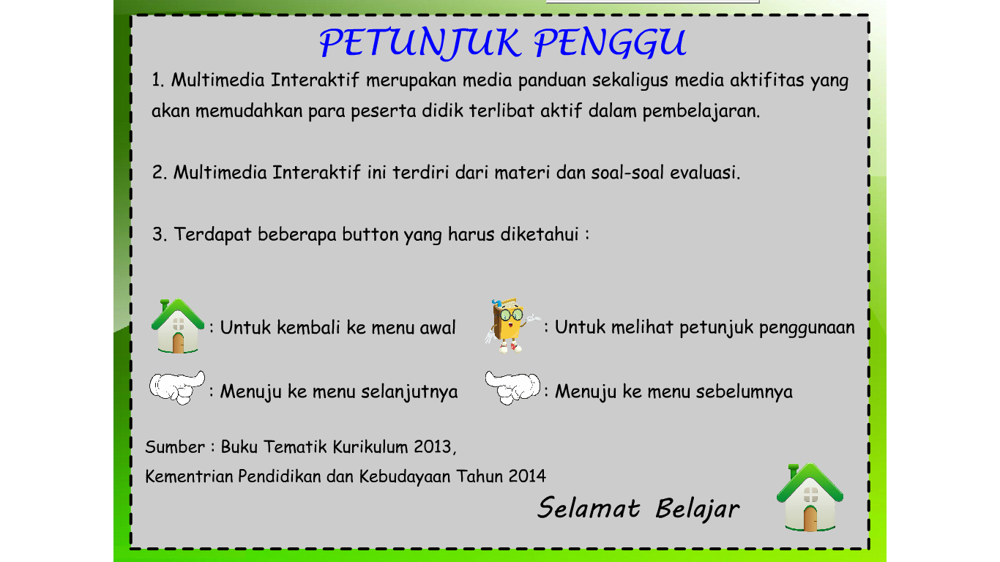 PETUNJUK PENGGU
1. Multimedia Interaktif merupakan media panduan sekaligus media aktifitas yang
akan memudahkan para peserta didik terlibat aktif dalam pembelajaran.
2. Multimedia Interaktif ini terdiri dari materi dan soal-soal evaluasi.
3. Terdapat beberapa button yang harus diketahui :
: Untuk kembali ke menu awal
: Untuk melihat petunjuk penggunaan
: Menuju ke menu selanjutnya
: Menuju ke menu sebelumnya
Sumber : Buku Tematik Kurikulum 2013,
Kementrian Pendidikan dan Kebudayaan Tahun 2014
Selamat Belajar